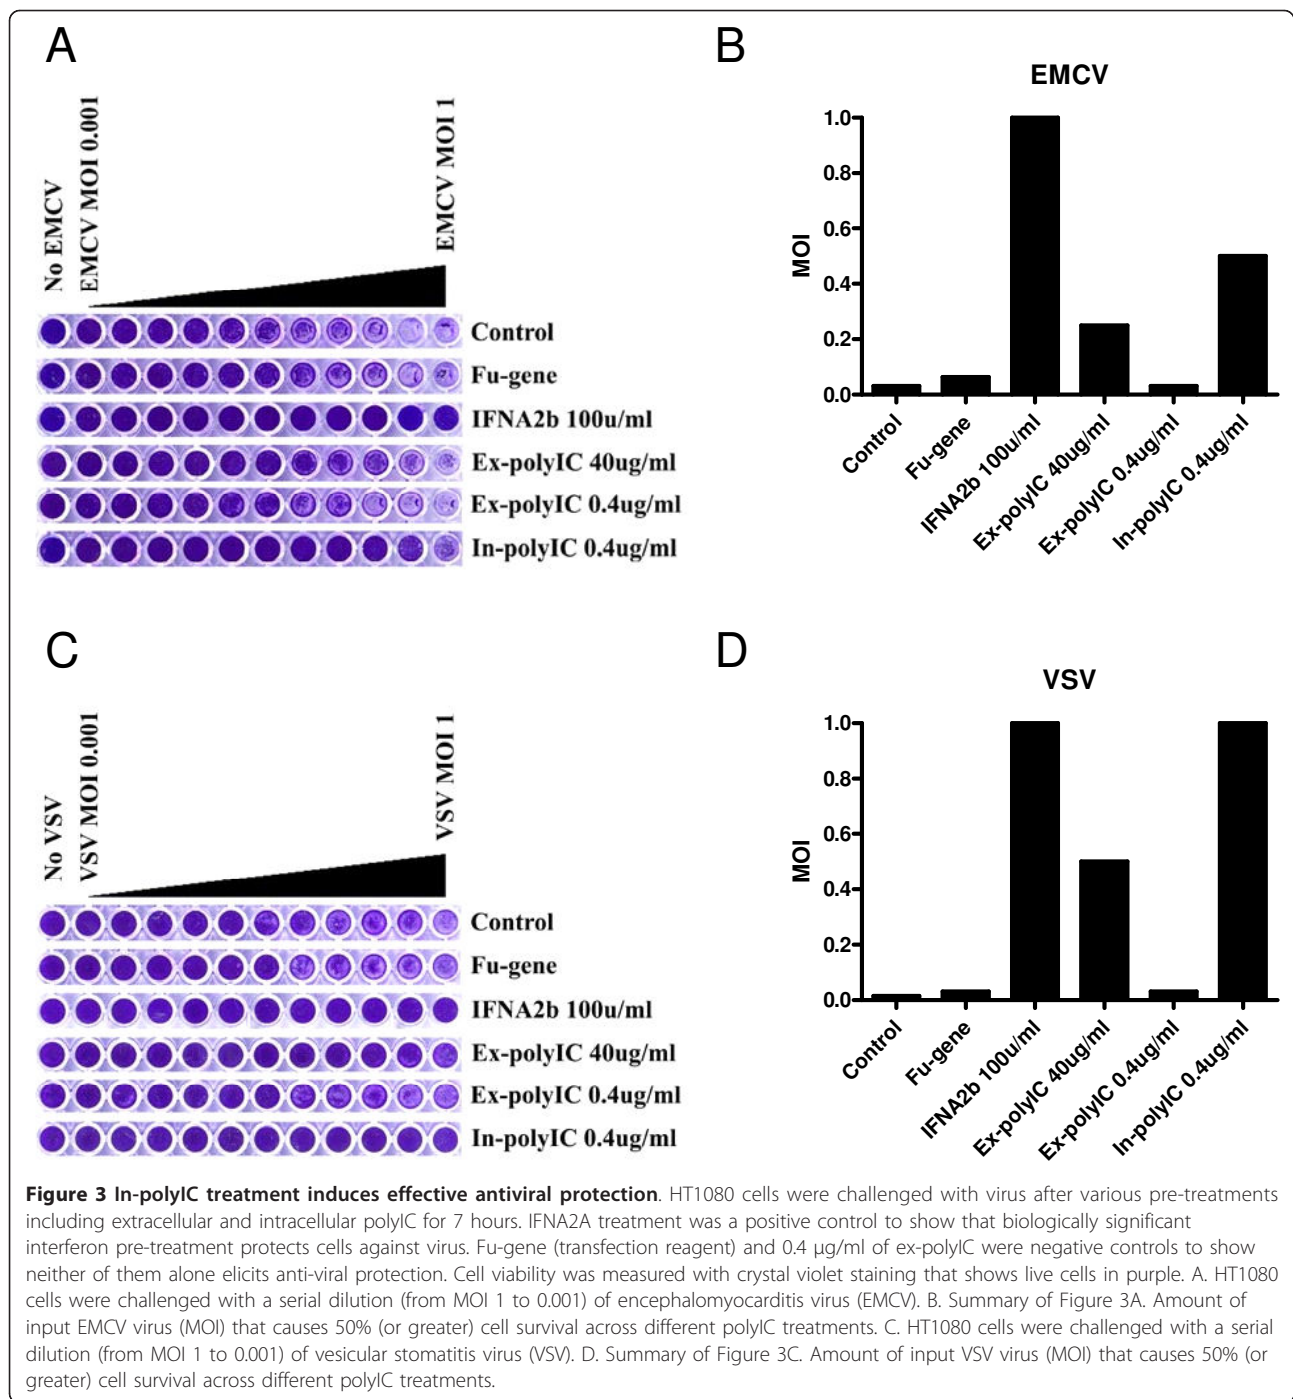 A
No EMCV
EMCV MOI 0.001
EMCV MOI 1
Control
Fu-gene
IFNA2b 100u/ml
Ex-polyIC 40ug/ml
Ex-polyIC 0.4ug/ml
In-polyIC 0.4ug/ml
B
EMCV
MOI
1.0
0.8
0.6
0.4
0.2
0.0
Control
Fu-gene
IFNA2b 100u/ml
Ex-polyIC 40ug/ml
Ex-polyIC 0.4ug/ml
In-polyIC 0.4ug/ml
C
No VSV
VSV MOI 0.001
VSV MOI 1
Control
Fu-gene
IFNA2b 100u/ml
Ex-polyIC 40ug/ml
Ex-polyIC 0.4ug/ml
In-polyIC 0.4ug/ml
D
VSV
MOI
1.0
0.8
0.6
0.4
0.2
0.0
Control
Fu-gene
IFNA2b 100u/ml
Ex-polyIC 40ug/ml
Ex-polyIC 0.4ug/ml
In-polyIC 0.4ug/ml
Figure 3 In-polyIC treatment induces effective antiviral protection. HT1080 cells were challenged with virus after various pre-treatments
including extracellular and intracellular polyIC for 7 hours. IFNA2A treatment was a positive control to show that biologically significant
interferon pre-treatment protects cells against virus. Fu-gene (transfection reagent) and 0.4 μg/ml of ex-polyIC were negative controls to show
neither of them alone elicits anti-viral protection. Cell viability was measured with crystal violet staining that shows live cells in purple. A. HT1080
cells were challenged with a serial dilution (from MOI 1 to 0.001) of encephalomyocarditis virus (EMCV). B. Summary of Figure 3A. Amount of
input EMCV virus (MOI) that causes 50% (or greater) cell survival across different polyIC treatments. C. HT1080 cells were challenged with a serial
dilution (from MOI 1 to 0.001) of vesicular stomatitis virus (VSV). D. Summary of Figure 3C. Amount of input VSV virus (MOI) that causes 50% (or
greater) cell survival across different polyIC treatments.